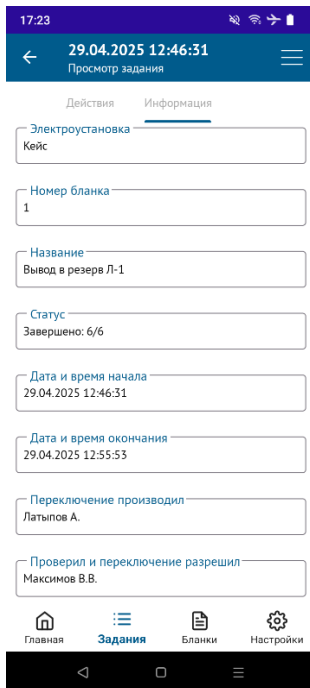 17:23
29.04.2025 12:46:31
Просмотр задания
Действия Информация
Электроустановка
Кейс
Номер бланка
1
Название
Вывод в резерв Л-1
Статус
Завершено: 6/6
Дата и время начала
29.04.2025 12:46:31
Дата и время окончания
29.04.2025 12:55:53
Переключение производил
Латыпов А.
Проверил и переключение разрешил
Максимов В.В.
Главная Задания Бланки Настройки